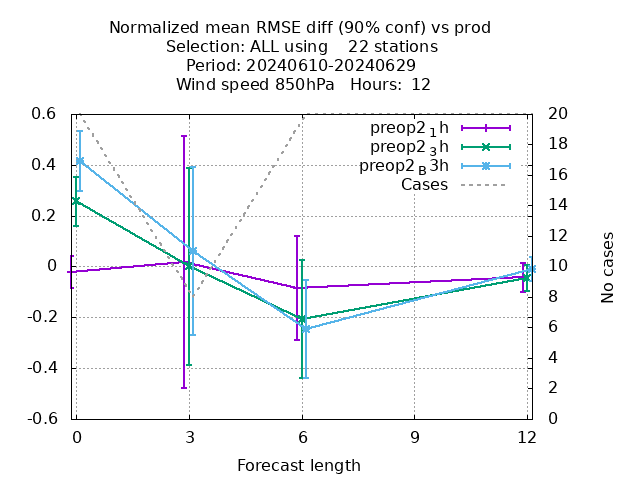 Normalized mean RMSE diff (90% conf) vs prod
Selection: ALL using    22 stations
Period: 20240610-20240629
Wind speed 850hPa   Hours:  12
preop2 1h
preop2 3h
preop2 B3h
Cases
0.6
0.4
0.2
0
-0.2
-0.4
-0.6
20
18
16
14
12
10
8
6
4
2
0
No cases
0 3 6 9 12
Forecast length